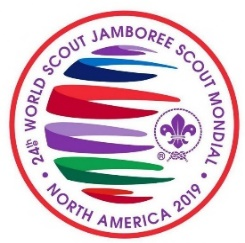 24th WORLD SCOUT JAMBOREE SCOUT MONDIAL
• NORTH AMERICA 2019 •
®